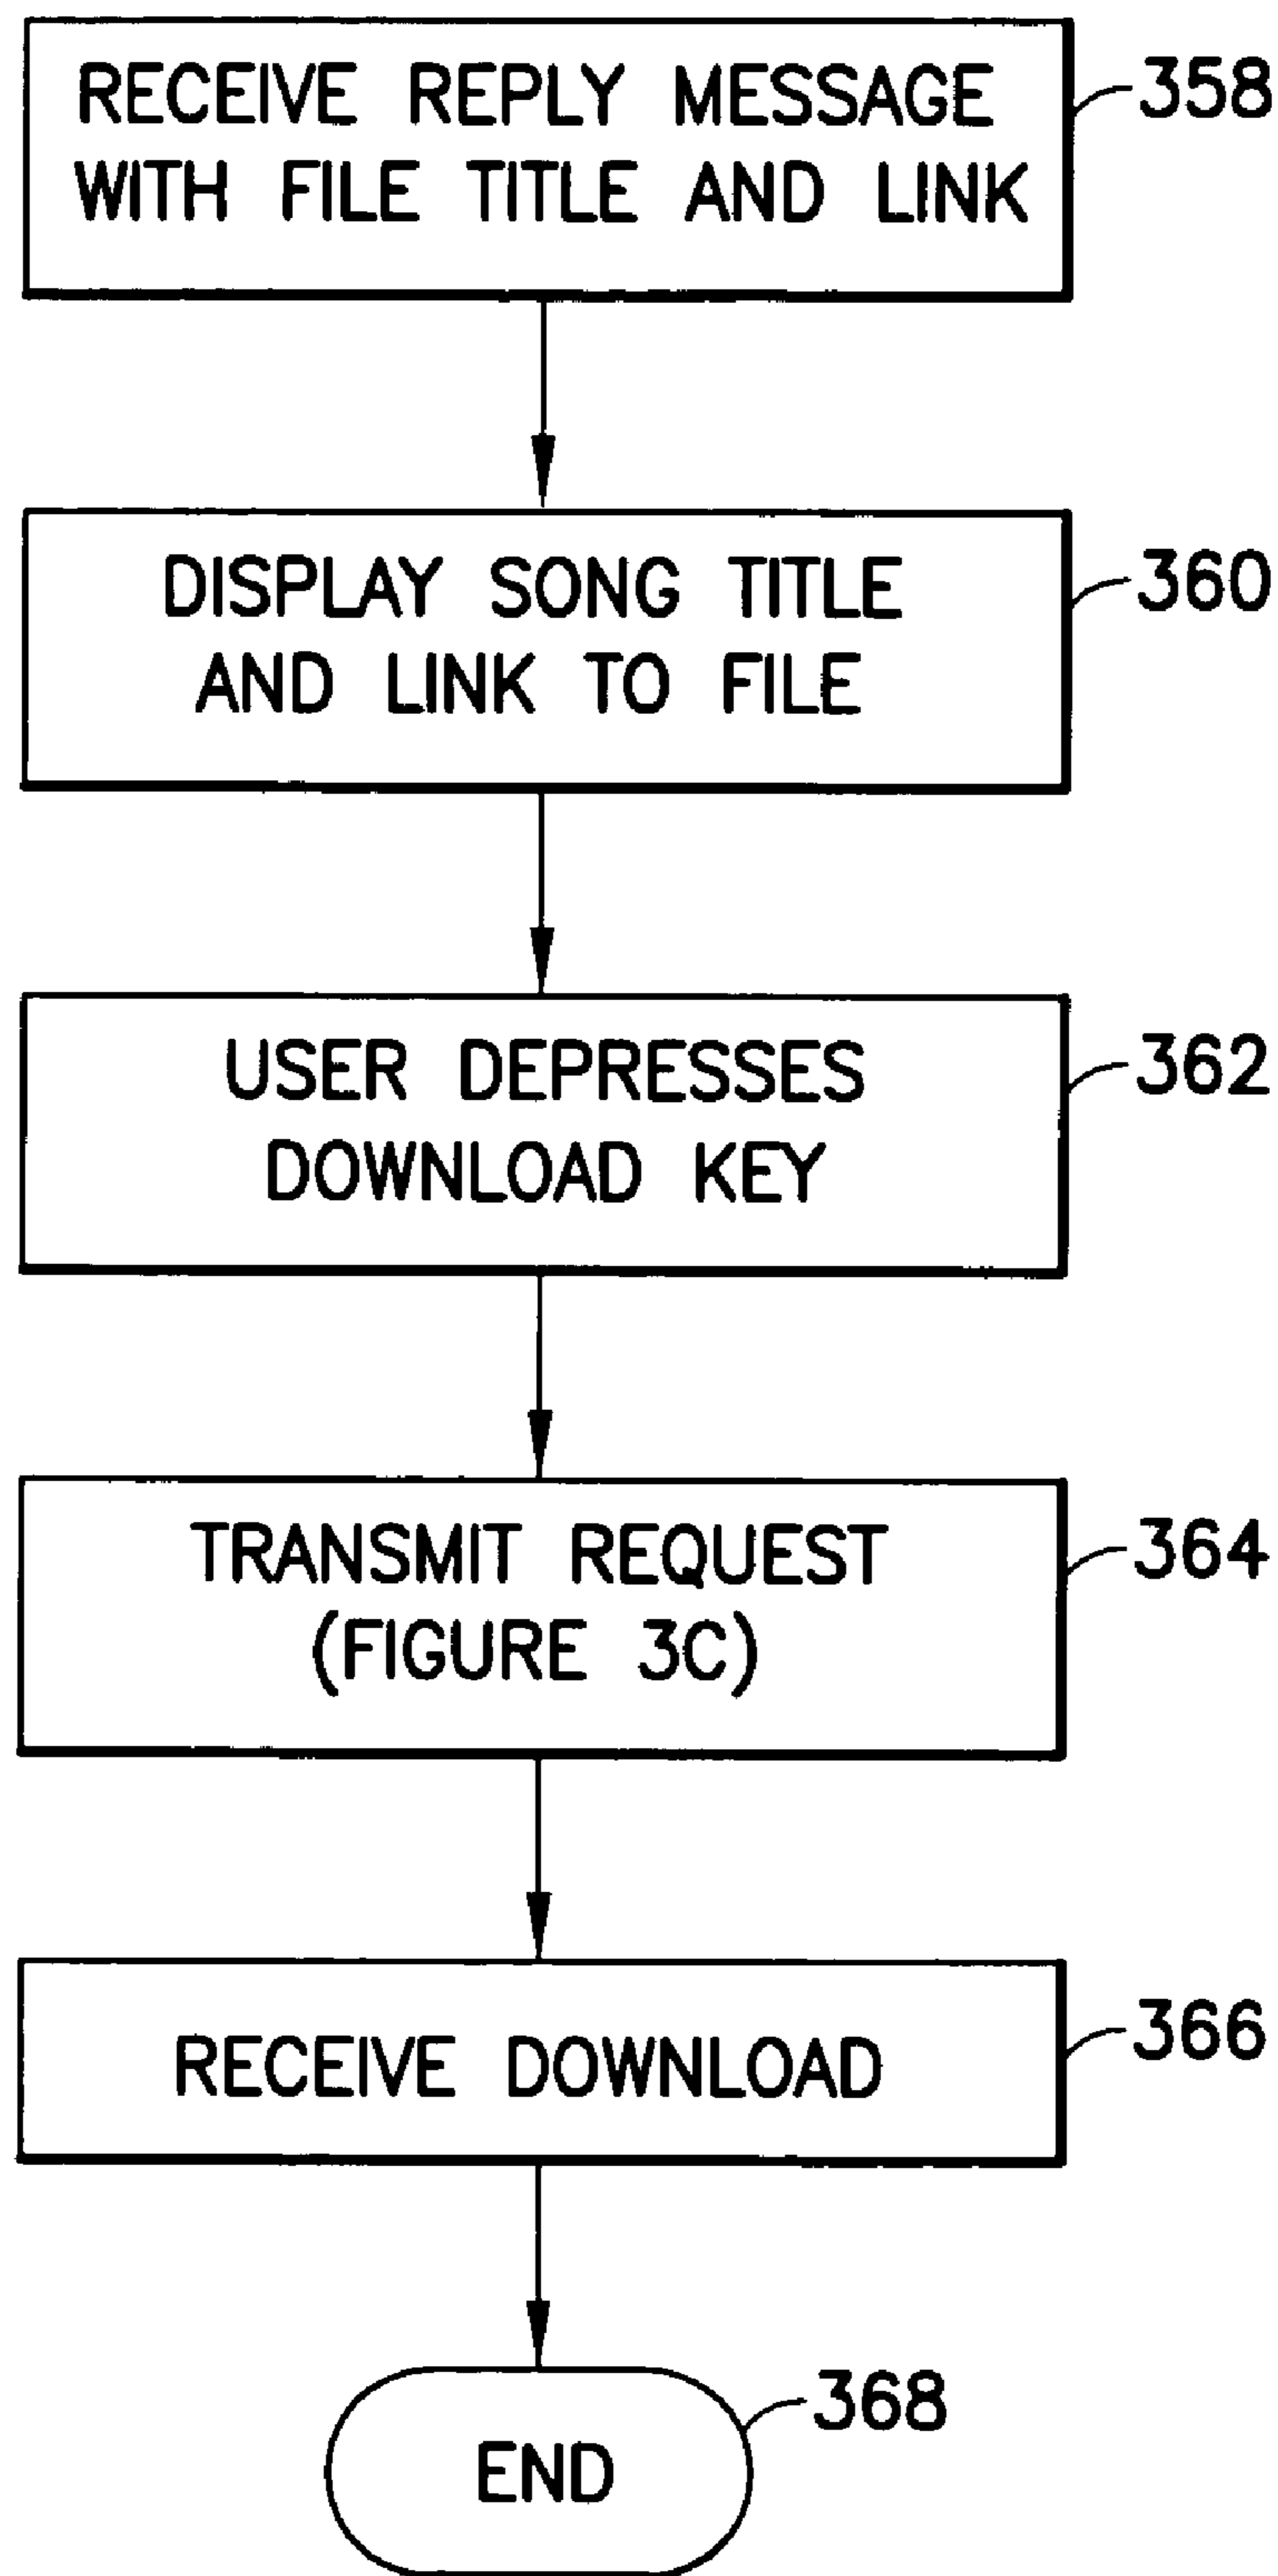 RECEIVE REPLY MESSAGE
WITH FILE TITLE AND LINK
358
DISPLAY SONG TITLE
AND LINK TO FILE
360
USER DEPRESSES
DOWNLOAD KEY
362
TRANSMIT REQUEST
(FIGURE 3C)
364
RECEIVE DOWNLOAD
366
END
368